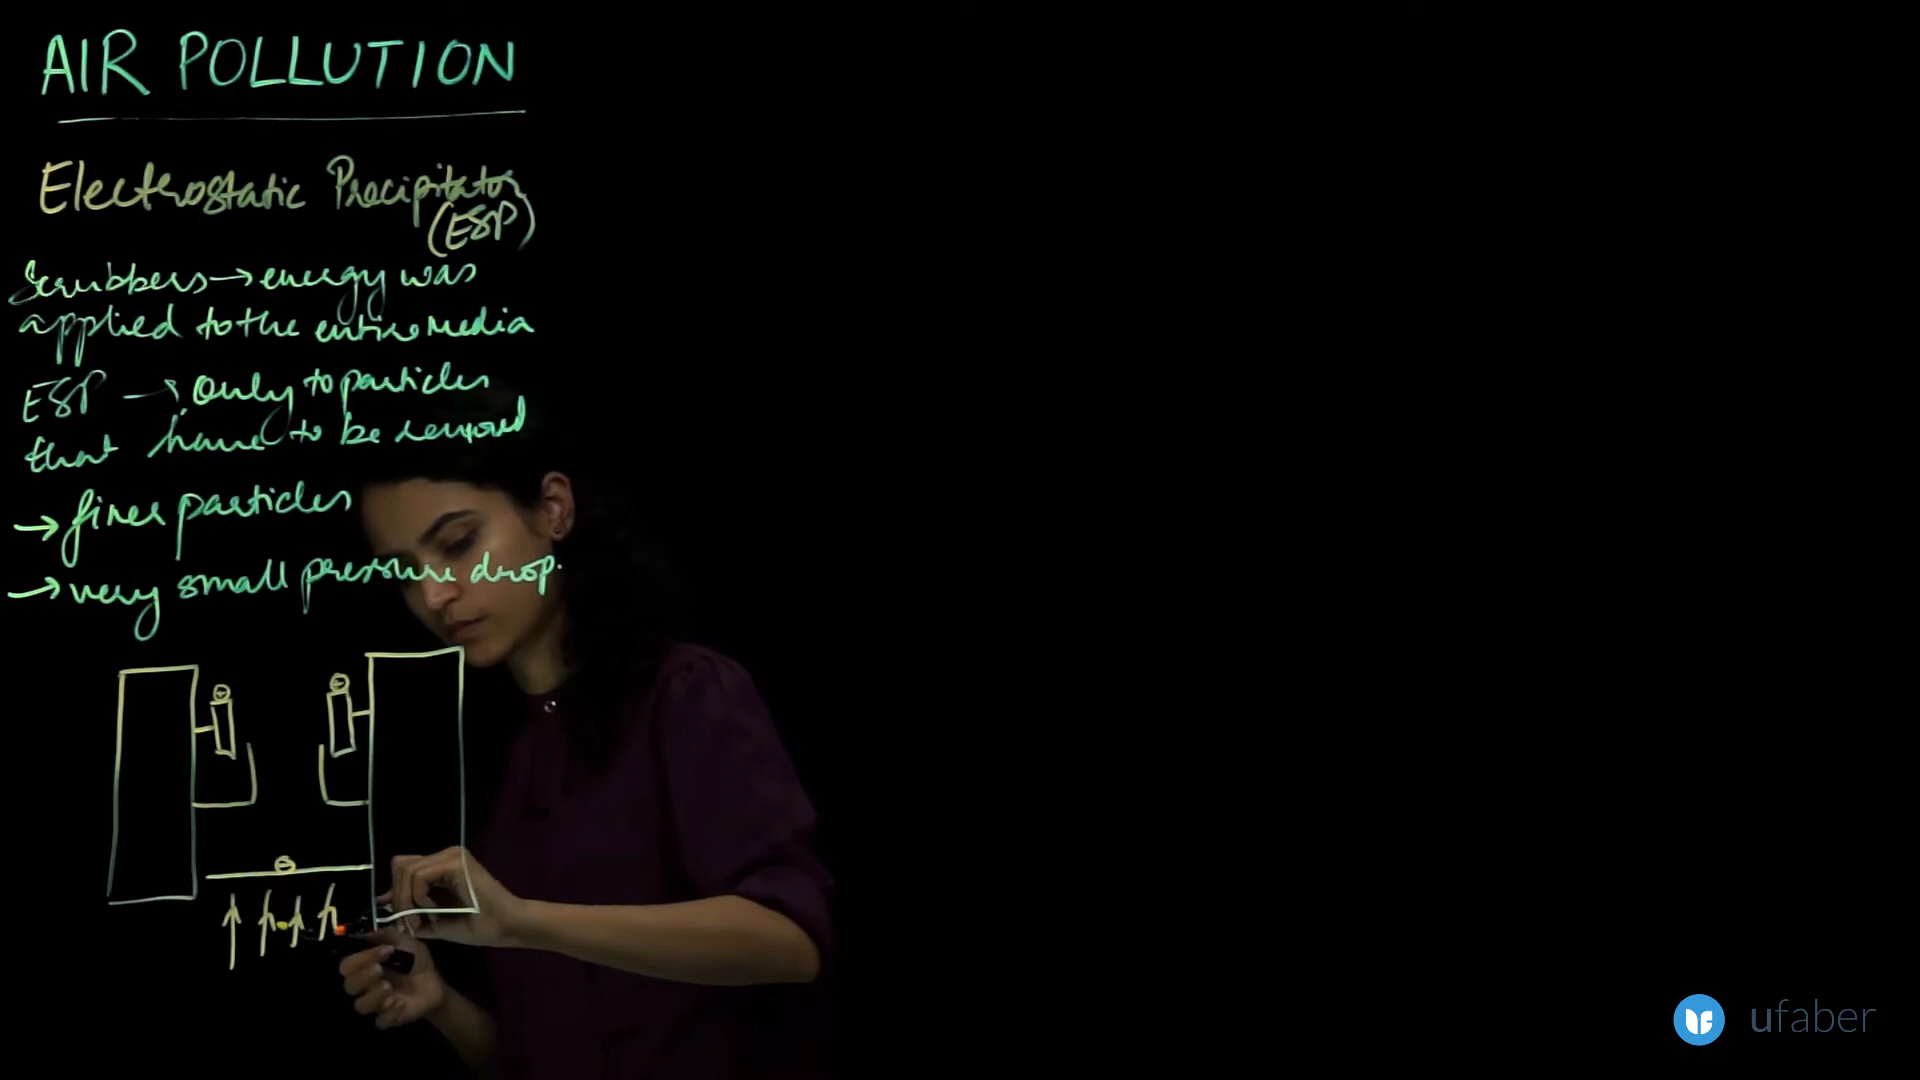 AIR POLLUTION
Electrostatic Precipitator
(ESP)
Scrubbers → energy was
applied to the entire media
ESP → Only to particles
that have to be removed
→ finer particles
→ very small pressure drop.
+
+
-
ufaber